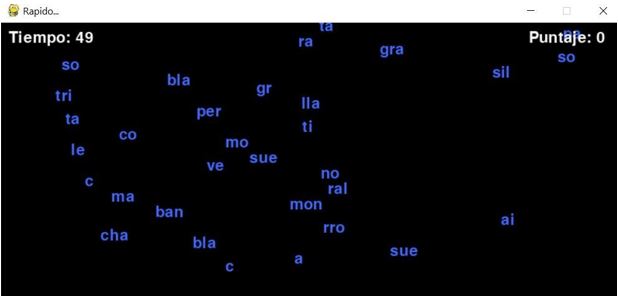 Rapido...
ta
Tiempo: 49
Puntaje: 0
ra
gra
so
so
sil
bla
gr
tri
lla
per
ta
ti
co
mo
le
sue
ve
no
c
ral
ma
mon
ban
ai
rro
cha
bla
sue
a
c